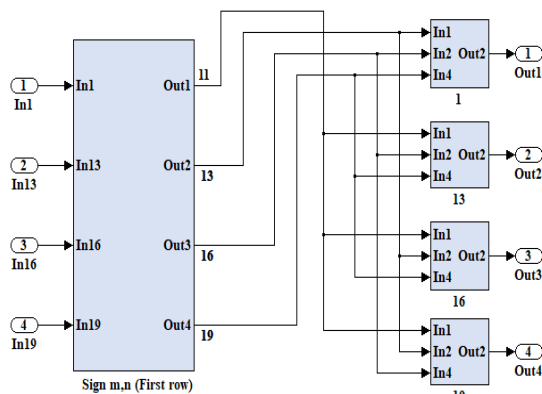 1
In1
2
In13
3
In16
4
In19
In1
In13
In16
In19
Out1
Out2
Out3
Out4
11
13
16
19
Sign m,n (First row)
In1
In2 Out2
In4
1
1
Out1
In1
In2 Out2
In4
13
2
Out2
In1
In2 Out2
In4
16
3
Out3
In1
In2 Out2
In4
4
Out4